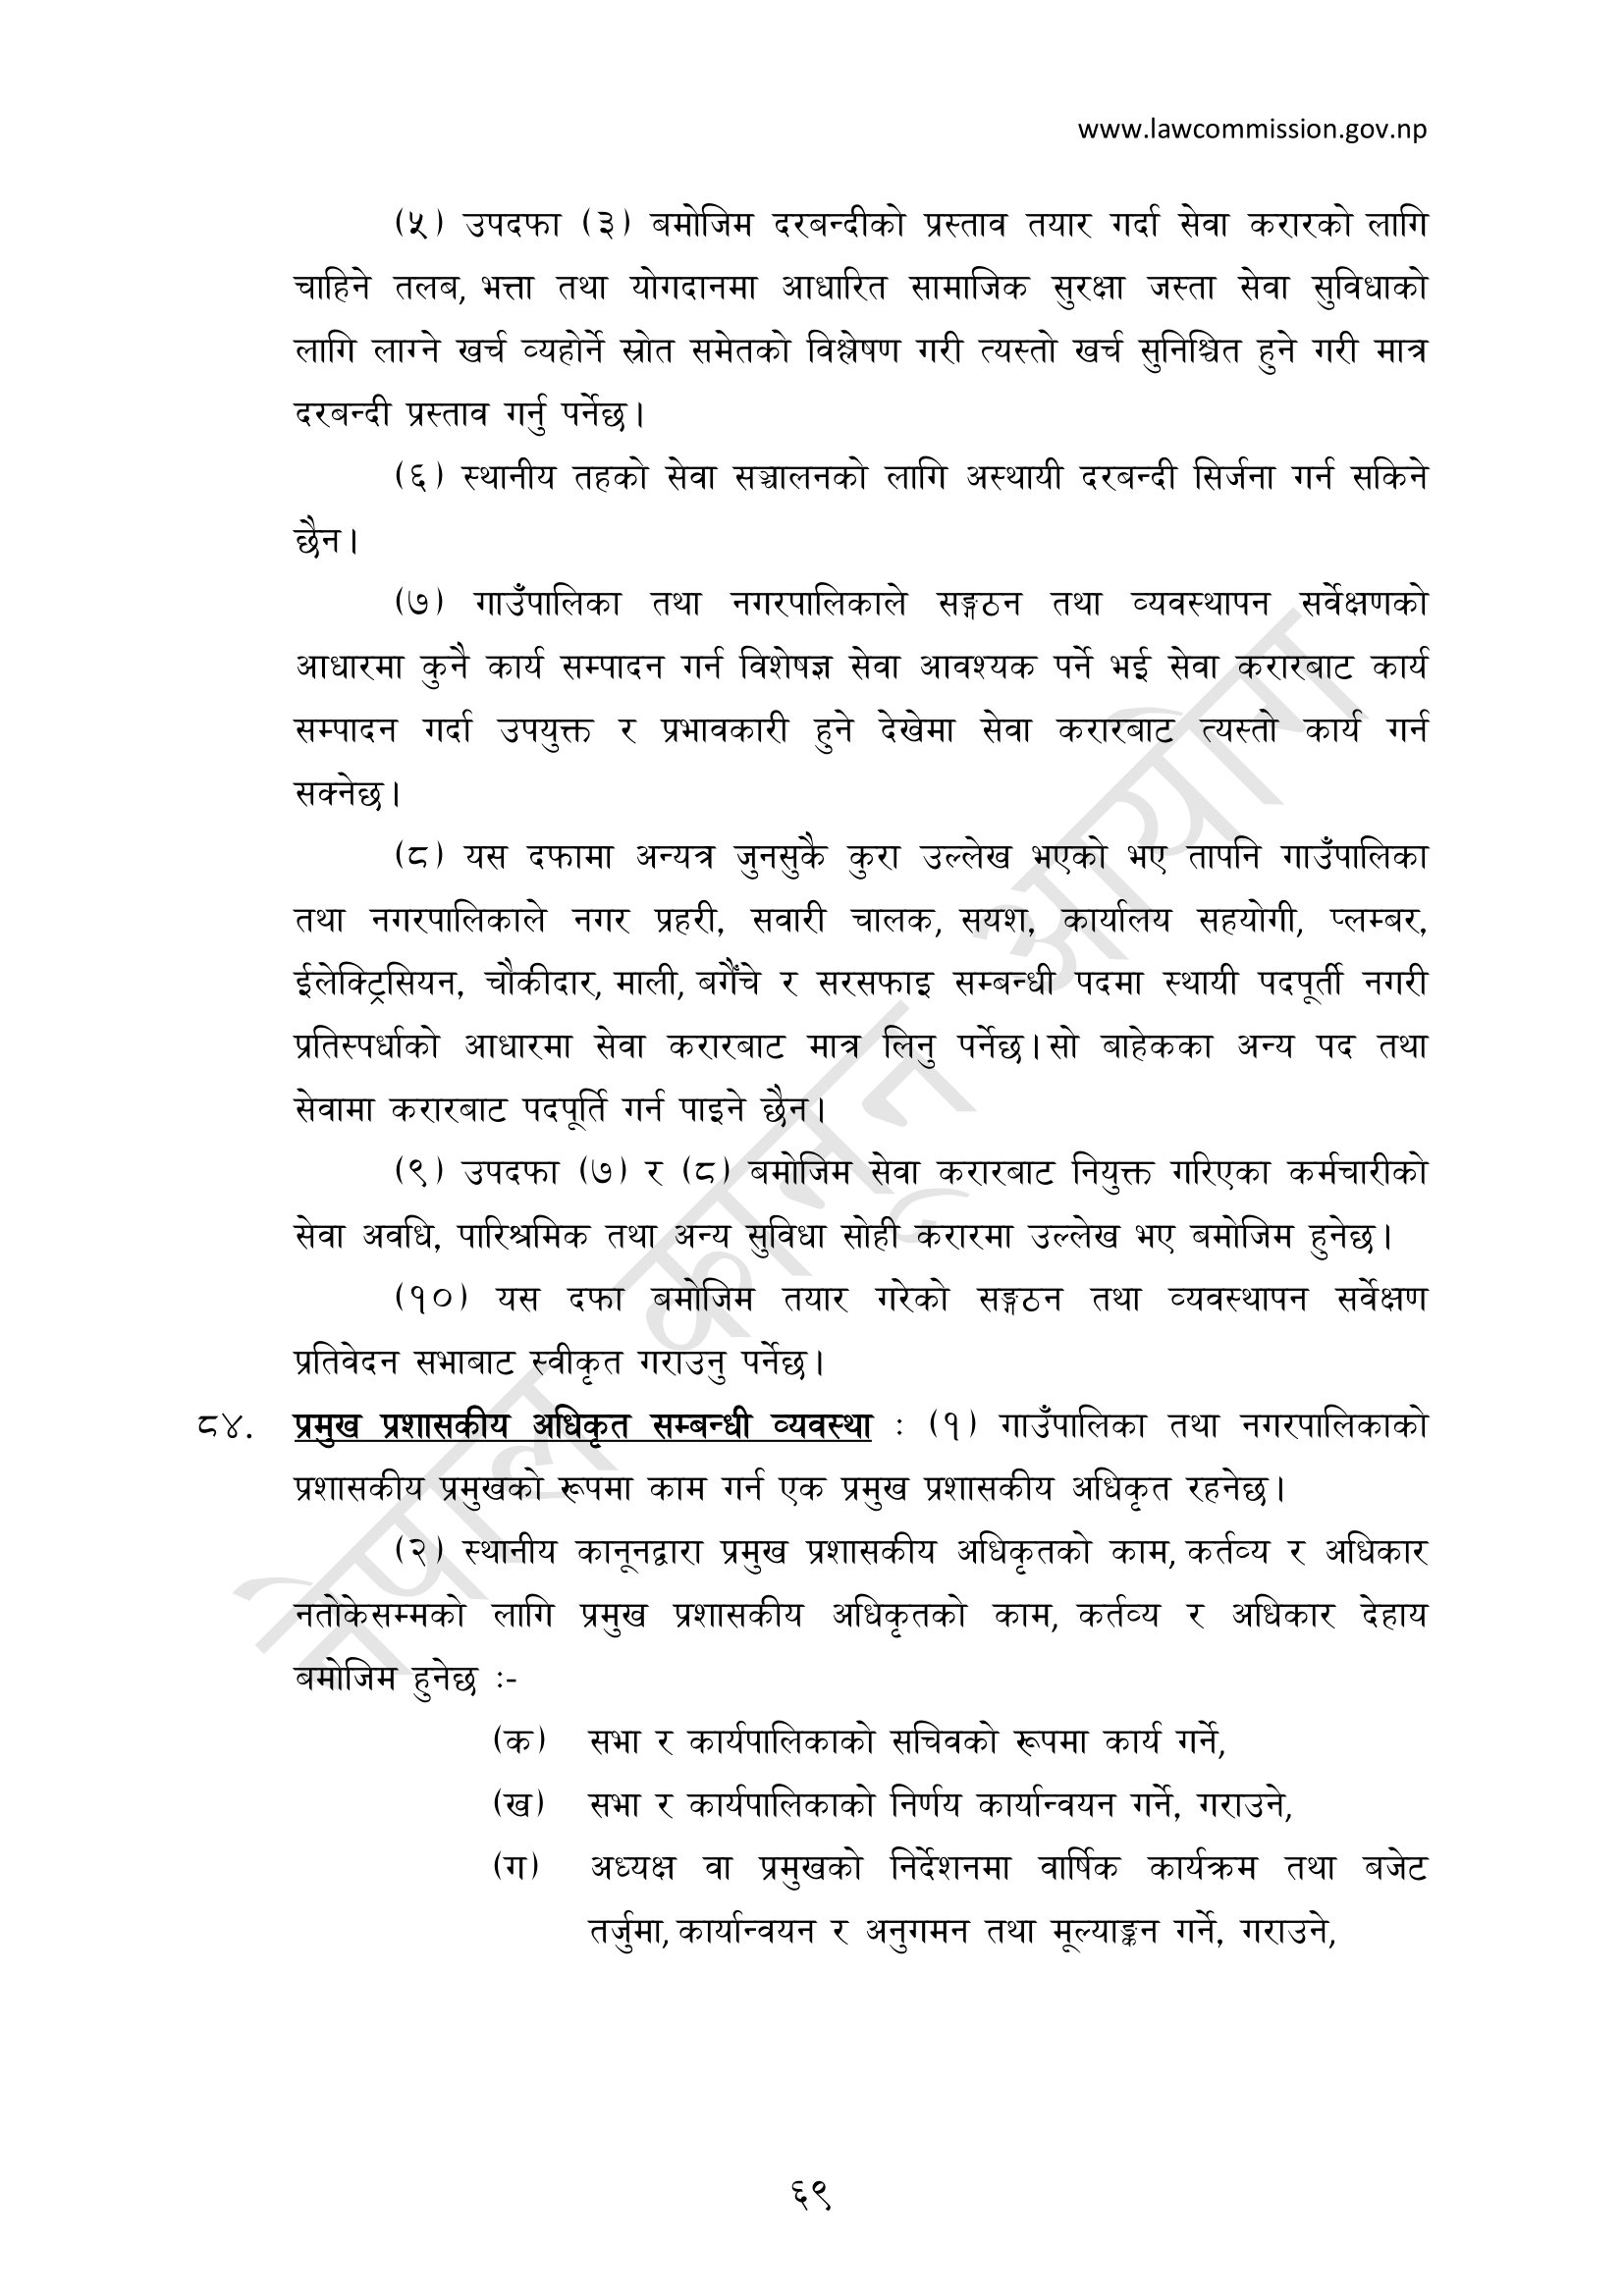 www.lawcommission.gov.np
(५) उपदफा (३) बमोजिम दरबन्दीको प्रस्ताव तयार गर्दा सेवा करारको लागि
चाहिने तलब, भत्ता तथा योगदानमा आधारित सामाजिक सुरक्षा जस्ता सेवा सुविधाको
लागि लाग्ने खर्च व्यहोर्ने स्रोत समेतको विश्लेषण गरी त्यस्तो खर्च सुनिश्चित हुने गरी मात्र
दरबन्दी प्रस्ताव गर्नु पर्नेछ।
(६) स्थानीय तहको सेवा सञ्चालनको लागि अस्थायी दरबन्दी सिर्जना गर्न सकिने
छैन।
(७) गाउँपालिका तथा नगरपालिकाले सङ्गठन तथा व्यवस्थापन सर्वेक्षणको
आधारमा कुनै कार्य सम्पादन गर्न विशेषज्ञ सेवा आवश्यक पर्ने भई सेवा करारबाट कार्य
सम्पादन गर्दा उपयुक्त र प्रभावकारी हुने देखेमा सेवा करारबाट त्यस्तो कार्य गर्न
सक्नेछ।
(८) यस दफामा अन्यत्र जुनसुकै कुरा उल्लेख भएको भए तापनि गाउँपालिका
तथा नगरपालिकाले नगर प्रहरी, सवारी चालक, सयश, कार्यालय सहयोगी, प्लम्बर,
ईलेक्ट्रिसियन, चौकीदार, माली, बगैँचे र सरसफाइ सम्बन्धी पदमा स्थायी पदपूर्ती नगरी
प्रतिस्पर्धाको आधारमा सेवा करारबाट मात्र लिनु पर्नेछ। सो बाहेकका अन्य पद तथा
सेवामा करारबाट पदपूर्ति गर्न पाइने छैन।
(९) उपदफा (७) र (८) बमोजिम सेवा करारबाट नियुक्त गरिएका कर्मचारीको
सेवा अवधि, पारिश्रमिक तथा अन्य सुविधा सोही करारमा उल्लेख भए बमोजिम हुनेछ।
(१०) यस दफा बमोजिम तयार गरेको सङ्गठन तथा व्यवस्थापन सर्वेक्षण
प्रतिवेदन सभाबाट स्वीकृत गराउनु पर्नेछ।
८४. प्रमुख प्रशासकीय अधिकृत सम्बन्धी व्यवस्था : (१) गाउँपालिका तथा नगरपालिकाको
प्रशासकीय प्रमुखको रूपमा काम गर्न एक प्रमुख प्रशासकीय अधिकृत रहनेछ।
(२) स्थानीय कानूनद्वारा प्रमुख प्रशासकीय अधिकृतको काम, कर्तव्य र अधिकार
नतोकेसम्मको लागि प्रमुख प्रशासकीय अधिकृतको काम, कर्तव्य र अधिकार देहाय
बमोजिम हुनेछ :-
(क) सभा र कार्यपालिकाको सचिवको रूपमा कार्य गर्ने,
(ख) सभा र कार्यपालिकाको निर्णय कार्यान्वयन गर्ने, गराउने,
(ग) अध्यक्ष वा प्रमुखको निर्देशनमा वार्षिक कार्यक्रम तथा बजेट
तर्जुमा, कार्यान्वयन र अनुगमन तथा मूल्याङ्कन गर्ने, गराउने,
६९
नेपाल कानून आयोग